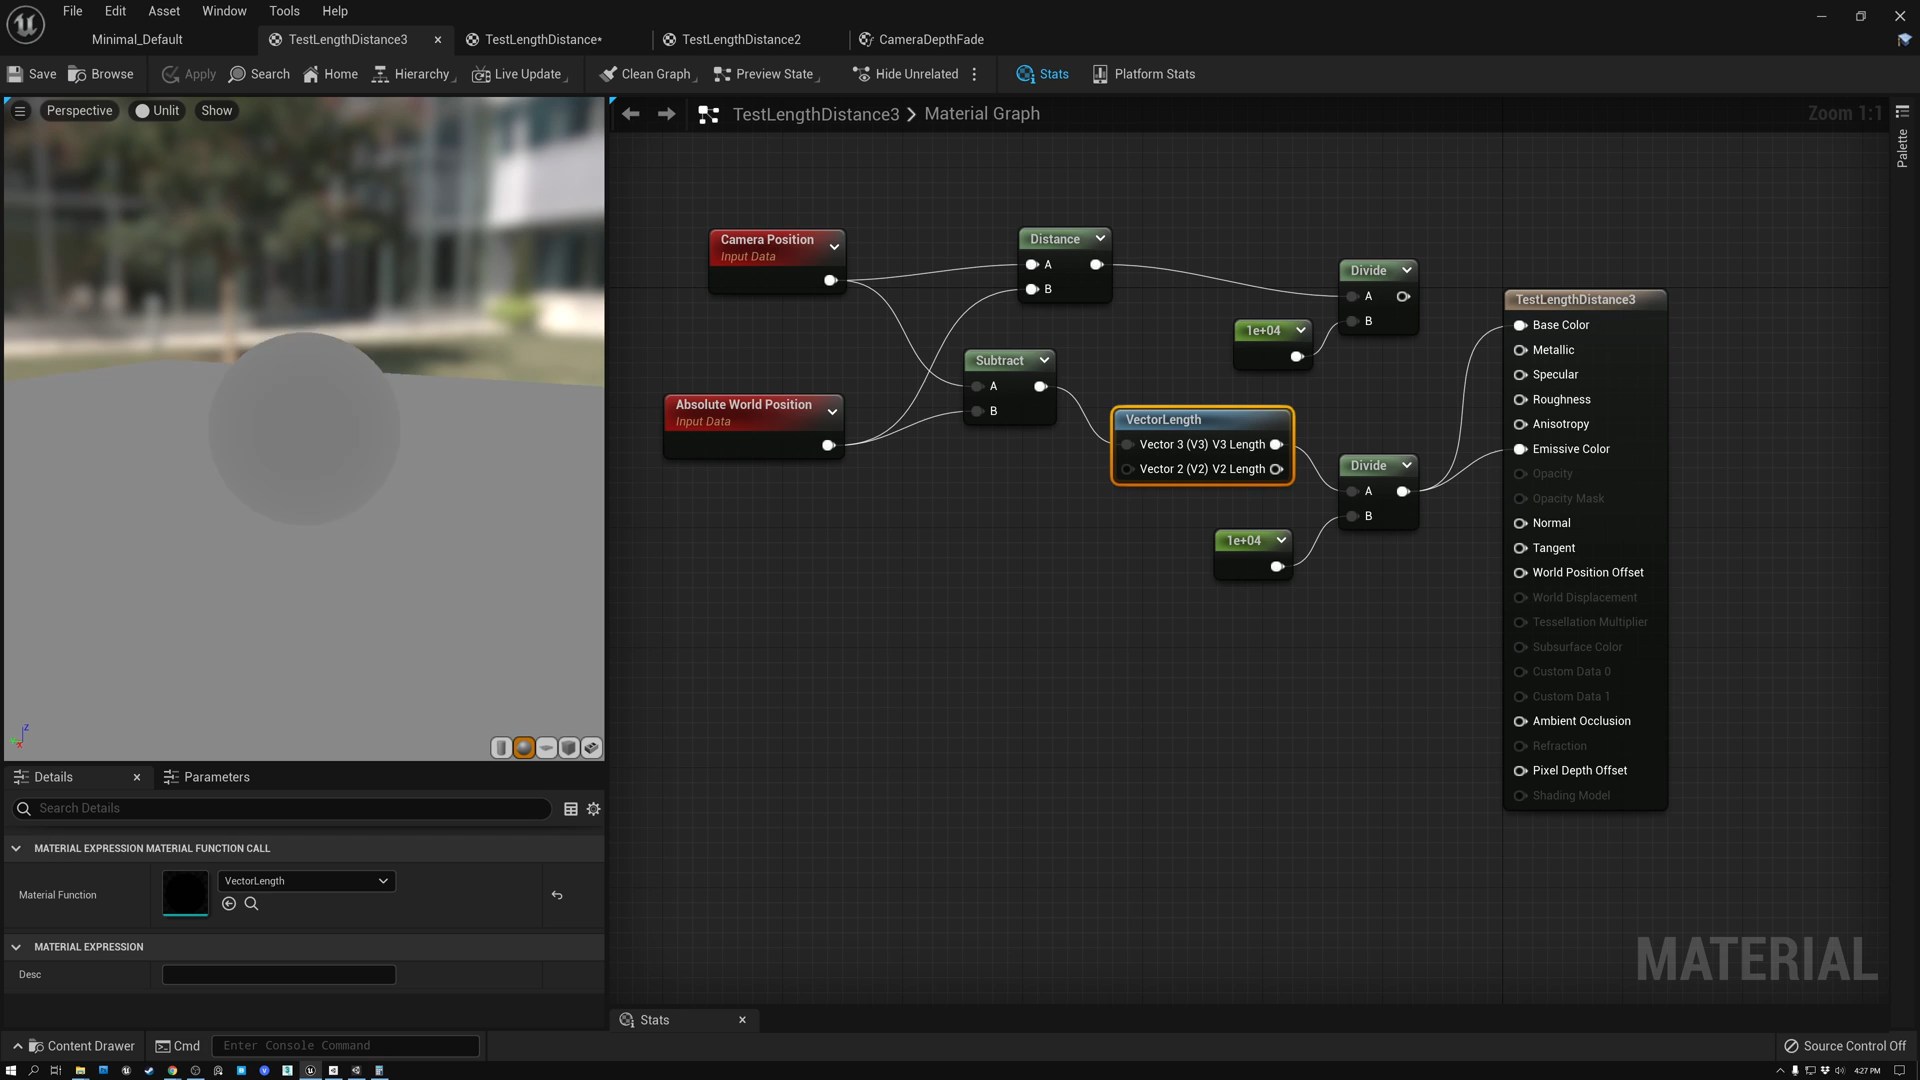 File Edit Asset Window Tools Help
Minimal_Default TestLengthDistance3 TestLengthDistance* TestLengthDistance2 CameraDepthFade
Save Browse Apply Search Home Hierarchy Live Update Clean Graph Preview State Hide Unrelated Stats Platform Stats
Perspective Unlit Show
TestLengthDistance3 > Material Graph Zoom 1:1
Palette
Camera Position
Input Data
Distance
A
B
Divide
A
B
1e+04
Subtract
A
B
Absolute World Position
Input Data
VectorLength
Vector 3 (V3) V3 Length
Vector 2 (V2) V2 Length
Divide
A
B
1e+04
TestLengthDistance3
Base Color
Metallic
Specular
Roughness
Anisotropy
Emissive Color
Opacity
Opacity Mask
Normal
Tangent
World Position Offset
World Displacement
Tessellation Multiplier
Subsurface Color
Custom Data 0
Custom Data 1
Ambient Occlusion
Refraction
Pixel Depth Offset
Shading Model
MATERIAL
Z
X
Details Parameters
Search Details
MATERIAL EXPRESSION MATERIAL FUNCTION CALL
Material Function VectorLength
MATERIAL EXPRESSION
Desc
Stats
Content Drawer Cmd Enter Console Command Source Control Off
4:27 PM